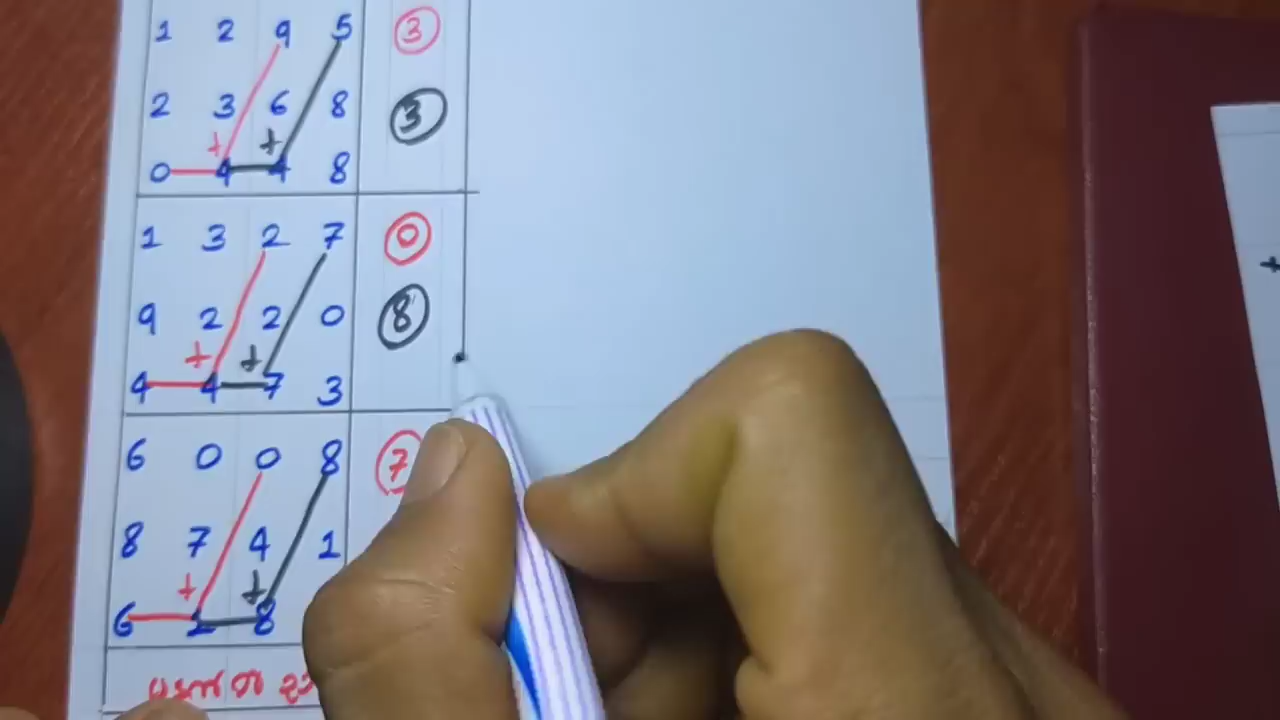 1 2 9 5 3
2 3 6 8 3
+ +
0 4 4 8
1 3 2 7 0
9 2 2 0 8
+ +
4 4 7 3
6 0 0 8 7
8 7 4 1
+ +
6 1 8
+